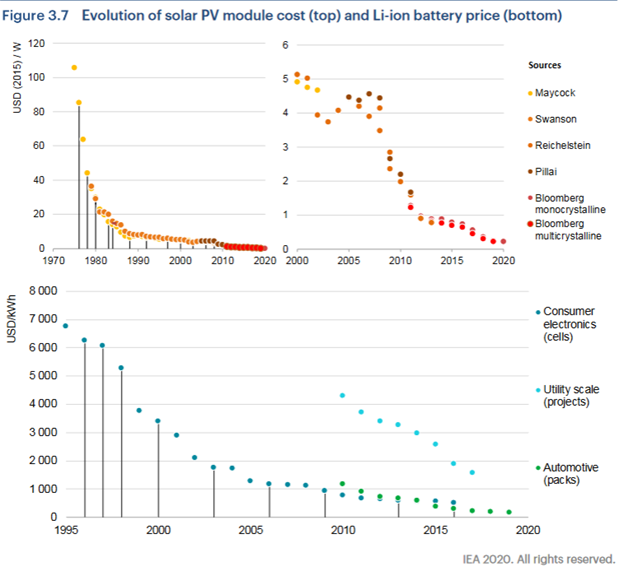 Figure 3.7 Evolution of solar PV module cost (top) and Li-ion battery price (bottom)
USD (2015) / W
120
100
80
60
40
20
0
1970 1980 1990 2000 2010 2020
6
5
4
3
2
1
0
2000 2005 2010 2015 2020
Sources
Maycock
Swanson
Reichelstein
Pillai
Bloomberg
monocrystalline
Bloomberg
multicrystalline
USD/kWh
8 000
7 000
6 000
5 000
4 000
3 000
2 000
1 000
0
1995 2000 2005 2010 2015 2020
Consumer
electronics
(cells)
Utility scale
(projects)
Automotive
(packs)
IEA 2020. All rights reserved.